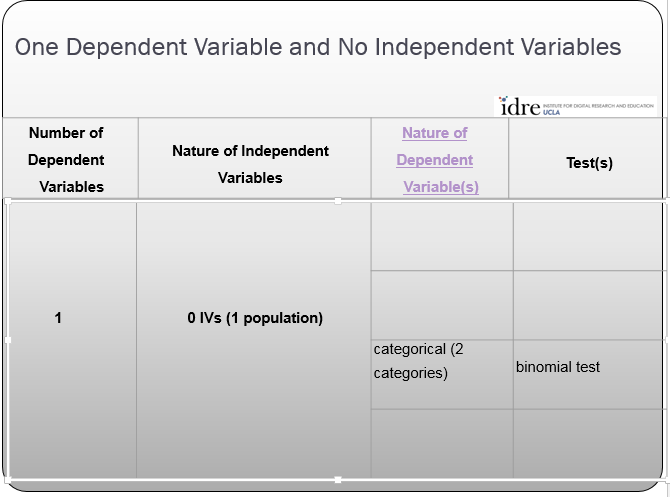 One Dependent Variable and No Independent Variables
idre INSTITUTE FOR DIGITAL RESEARCH AND EDUCATION
UCLA
Number of
Dependent
Variables
Nature of Independent
Variables
Nature of
Dependent
Variable(s)
Test(s)
1
0 IVs (1 population)
categorical (2
categories)
binomial test